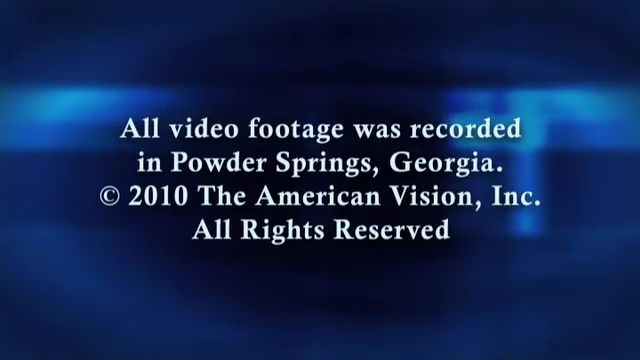 All video footage was recorded
in Powder Springs, Georgia.
© 2010 The American Vision, Inc.
All Rights Reserved